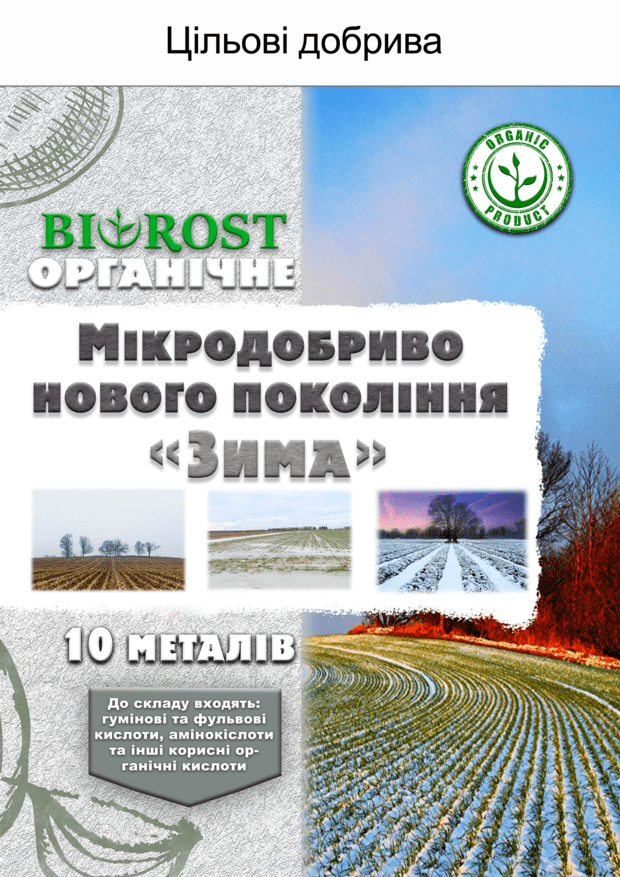 Цільові добрива
ORGANIC
PRODUCT
BIOROST
ОРГАНІЧНЕ
Мікродобриво
нового покоління
«Зима»
10 металів
До складу входять:
гумінові та фульвові
кислоти, амінокіслоти
та інші корисні ор-
ганічні кислоти